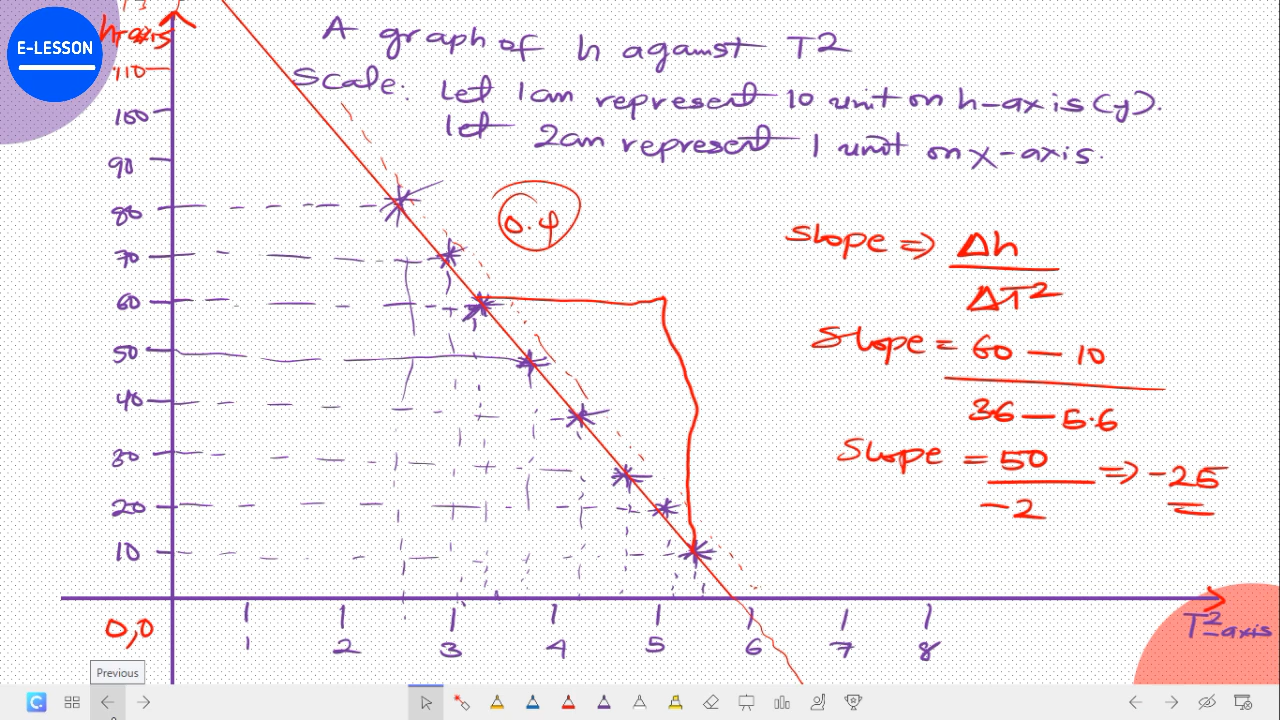 E-LESSON
h-axis
A graph of h against T2
Scale: Let 1cm represent 10 unit on h-axis (y).
let 2cm represent 1 unit on x-axis.
110
100
90
80
70
60
50
40
30
20
10
0,0
0.4
Slope => Δh
ΔT2
Slope = 60 - 10
3.6 - 5.6
Slope = 50 => -25
-2
1 2 3 4 5 6 7 8
T2-axis
Previous